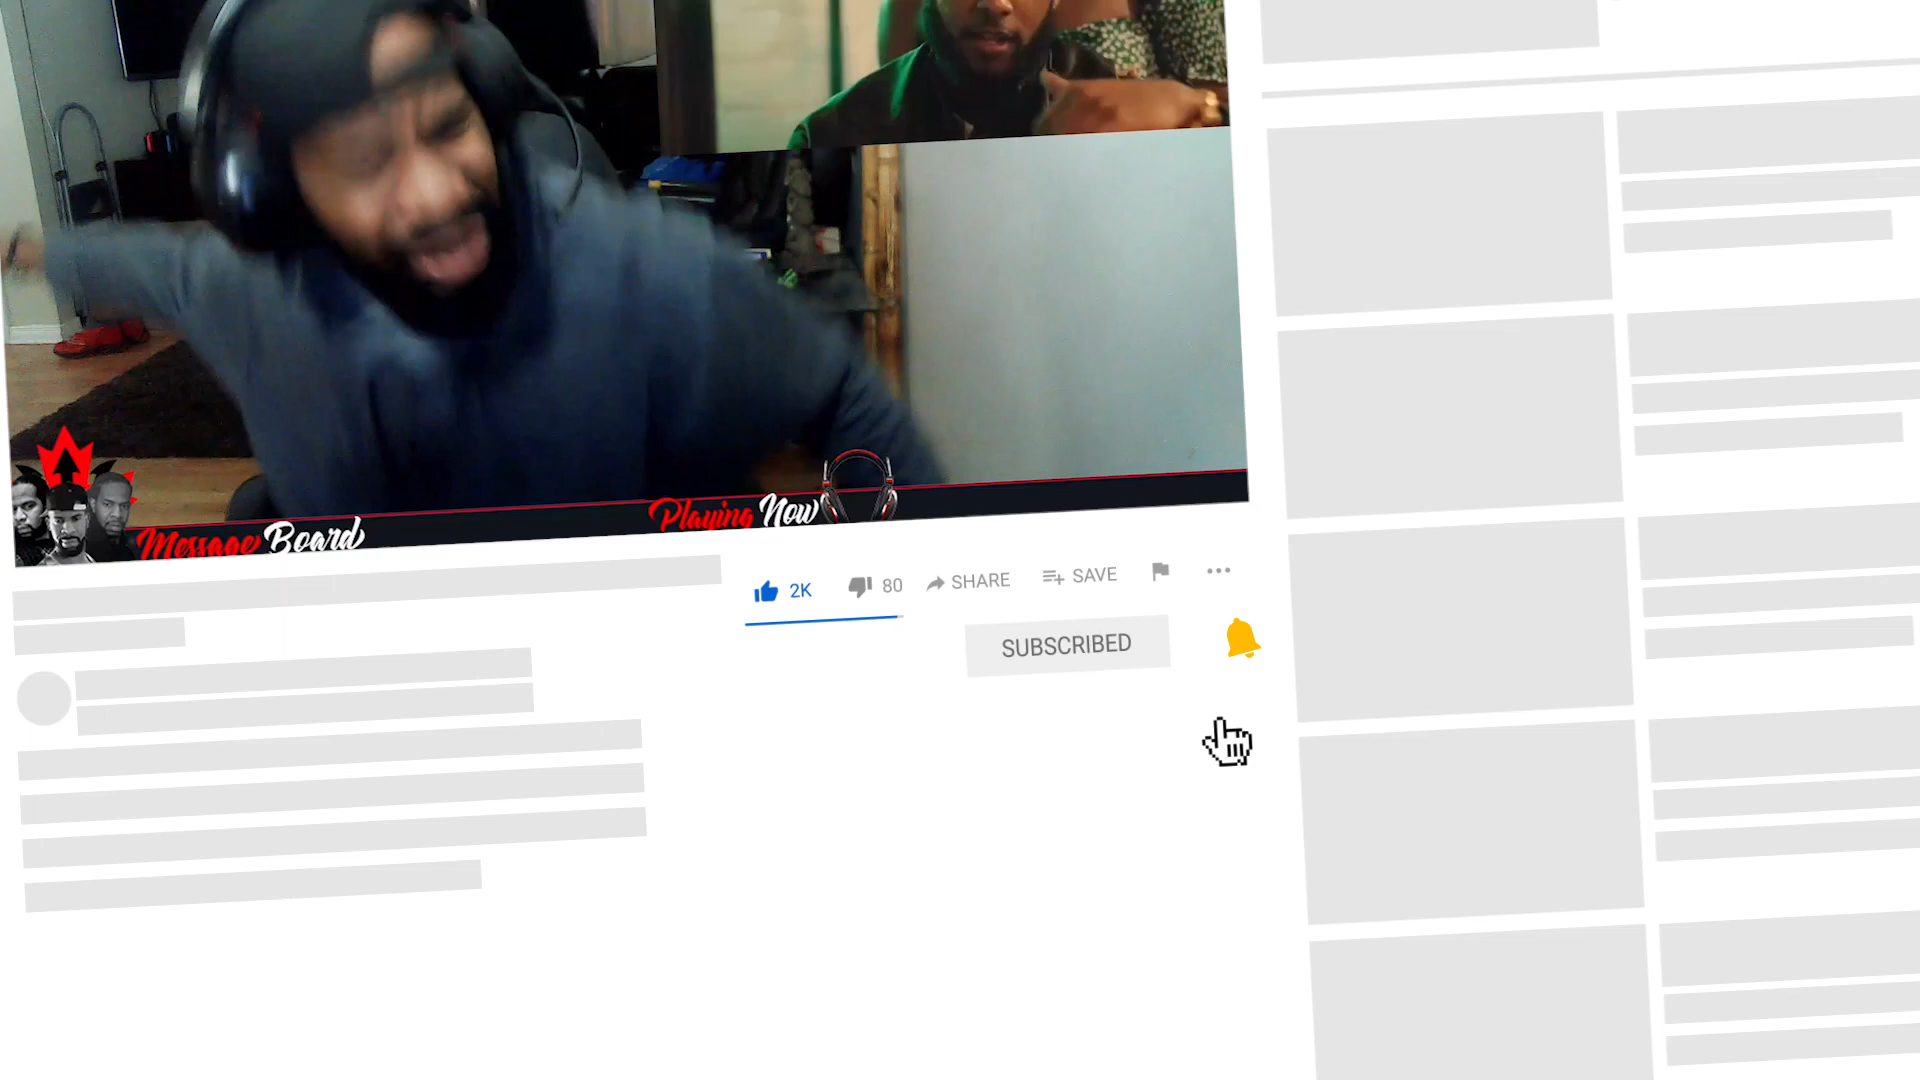 Message Board
Playing Now
2K
80
SHARE
SAVE
SUBSCRIBED